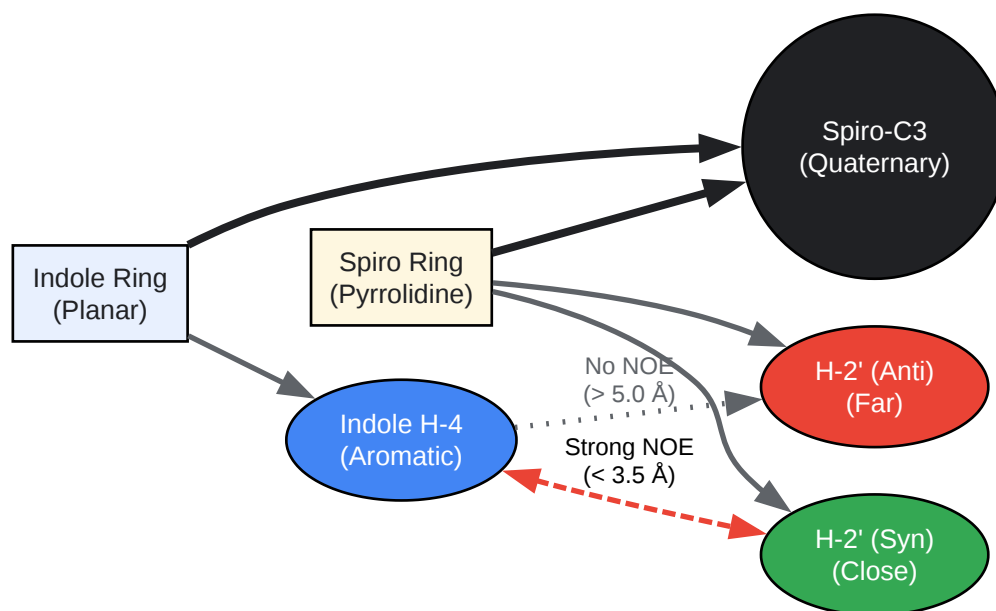 Spiro-C3
(Quaternary)
Indole Ring
(Planar)
Spiro Ring
(Pyrrolidine)
No NOE
(> 5.0 Å)
H-2' (Anti)
(Far)
Indole H-4
(Aromatic)
Strong NOE
(< 3.5 Å)
H-2' (Syn)
(Close)